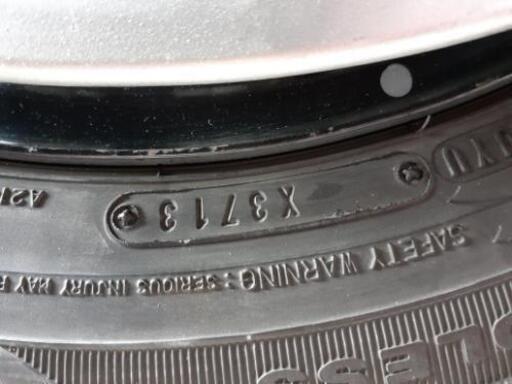 SAFETY WARNING : SERIOUS INJURY MAY
X3713